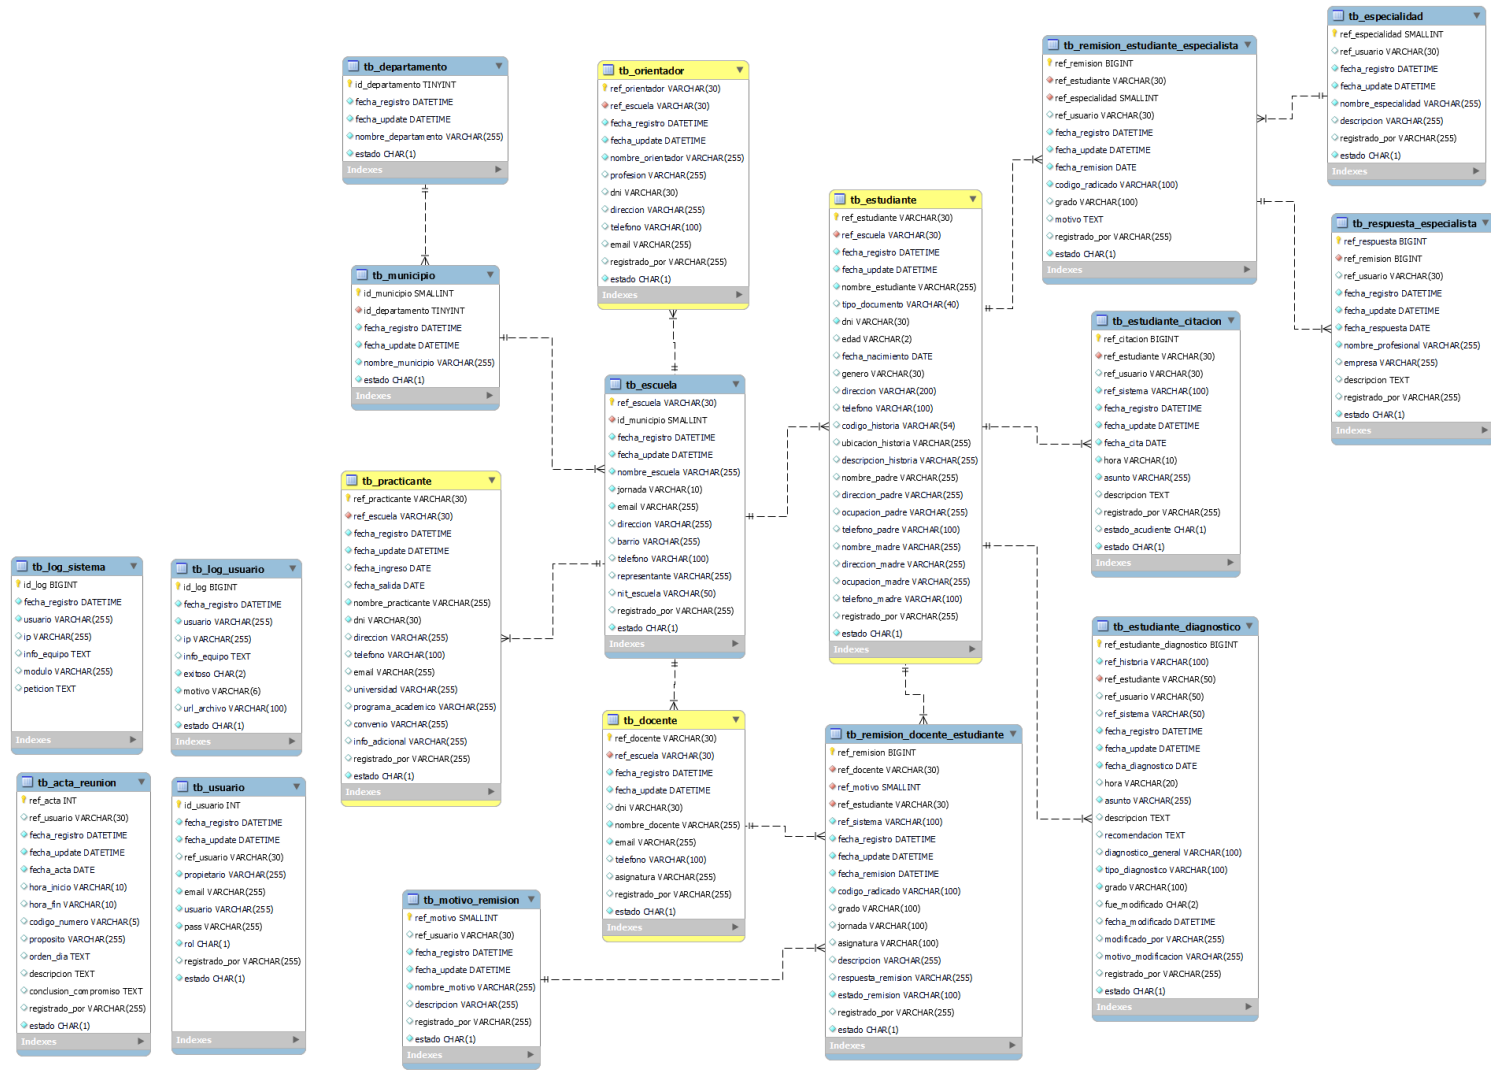 tb_departamento
id_departamento TINYINT
fecha_registro DATETIME
fecha_update DATETIME
nombre_departamento VARCHAR(255)
estado CHAR(1)
Indexes
tb_municipio
id_municipio SMALLINT
id_departamento TINYINT
fecha_registro DATETIME
fecha_update DATETIME
nombre_municipio VARCHAR(255)
estado CHAR(1)
Indexes
tb_practicante
ref_practicante VARCHAR(30)
ref_escuela VARCHAR(30)
fecha_registro DATETIME
fecha_update DATETIME
fecha_ingreso DATE
fecha_salida DATE
nombre_practicante VARCHAR(255)
dni VARCHAR(30)
direccion VARCHAR(255)
telefono VARCHAR(100)
email VARCHAR(255)
universidad VARCHAR(255)
programa_academico VARCHAR(255)
convenio VARCHAR(255)
info_adicional VARCHAR(255)
registrado_por VARCHAR(255)
estado CHAR(1)
Indexes
tb_log_sistema
id_log BIGINT
fecha_registro DATETIME
usuario VARCHAR(255)
ip VARCHAR(255)
info_equipo TEXT
modulo VARCHAR(255)
peticion TEXT
Indexes
tb_log_usuario
id_log BIGINT
fecha_registro DATETIME
usuario VARCHAR(255)
ip VARCHAR(255)
info_equipo TEXT
exitoso CHAR(2)
motivo VARCHAR(6)
url_archivo VARCHAR(100)
estado CHAR(1)
Indexes
tb_acta_reunion
ref_acta INT
ref_usuario VARCHAR(30)
fecha_registro DATETIME
fecha_update DATETIME
fecha_acta DATE
hora_inicio VARCHAR(10)
hora_fin VARCHAR(10)
codigo_numero VARCHAR(5)
proposito VARCHAR(255)
orden_dia TEXT
descripcion TEXT
conclusion_compromiso TEXT
registrado_por VARCHAR(255)
estado CHAR(1)
Indexes
tb_usuario
id_usuario INT
fecha_registro DATETIME
fecha_update DATETIME
ref_usuario VARCHAR(30)
propietario VARCHAR(255)
email VARCHAR(255)
usuario VARCHAR(255)
pass VARCHAR(255)
rol CHAR(1)
registrado_por VARCHAR(255)
estado CHAR(1)
Indexes
tb_motivo_remision
ref_motivo SMALLINT
ref_usuario VARCHAR(30)
fecha_registro DATETIME
fecha_update DATETIME
nombre_motivo VARCHAR(255)
descripcion VARCHAR(255)
registrado_por VARCHAR(255)
estado CHAR(1)
Indexes
tb_orientador
ref_orientador VARCHAR(30)
ref_escuela VARCHAR(30)
fecha_registro DATETIME
fecha_update DATETIME
nombre_orientador VARCHAR(255)
profesion VARCHAR(255)
dni VARCHAR(30)
direccion VARCHAR(255)
telefono VARCHAR(100)
email VARCHAR(255)
registrado_por VARCHAR(255)
estado CHAR(1)
Indexes
tb_escuela
ref_escuela VARCHAR(30)
id_municipio SMALLINT
fecha_registro DATETIME
fecha_update DATETIME
nombre_escuela VARCHAR(255)
jornada VARCHAR(10)
email VARCHAR(255)
direccion VARCHAR(255)
barrio VARCHAR(255)
telefono VARCHAR(100)
representante VARCHAR(255)
nit_escuela VARCHAR(50)
registrado_por VARCHAR(255)
estado CHAR(1)
Indexes
tb_docente
ref_docente VARCHAR(30)
ref_escuela VARCHAR(30)
fecha_registro DATETIME
fecha_update DATETIME
dni VARCHAR(30)
nombre_docente VARCHAR(255)
email VARCHAR(255)
telefono VARCHAR(100)
asignatura VARCHAR(255)
registrado_por VARCHAR(255)
estado CHAR(1)
Indexes
tb_estudiante
ref_estudiante VARCHAR(30)
ref_escuela VARCHAR(30)
fecha_registro DATETIME
fecha_update DATETIME
nombre_estudiante VARCHAR(255)
tipo_documento VARCHAR(40)
dni VARCHAR(30)
edad VARCHAR(2)
fecha_nacimiento DATE
genero VARCHAR(30)
direccion VARCHAR(200)
telefono VARCHAR(100)
codigo_historia VARCHAR(54)
ubicacion_historia VARCHAR(255)
descripcion_historia VARCHAR(255)
nombre_padre VARCHAR(255)
direccion_padre VARCHAR(255)
ocupacion_padre VARCHAR(255)
telefono_padre VARCHAR(100)
nombre_madre VARCHAR(255)
direccion_madre VARCHAR(255)
ocupacion_madre VARCHAR(255)
telefono_madre VARCHAR(100)
registrado_por VARCHAR(255)
estado CHAR(1)
Indexes
tb_remision_docente_estudiante
ref_remision BIGINT
ref_docente VARCHAR(30)
ref_motivo SMALLINT
ref_estudiante VARCHAR(30)
ref_sistema VARCHAR(100)
fecha_registro DATETIME
fecha_update DATETIME
fecha_remision DATETIME
codigo_radicado VARCHAR(100)
grado VARCHAR(100)
jornada VARCHAR(100)
asignatura VARCHAR(100)
descripcion VARCHAR(255)
respuesta_remision VARCHAR(255)
estado_remision VARCHAR(100)
registrado_por VARCHAR(255)
estado CHAR(1)
Indexes
tb_remision_estudiante_especialista
ref_remision BIGINT
ref_estudiante VARCHAR(30)
ref_especialidad SMALLINT
ref_usuario VARCHAR(30)
fecha_registro DATETIME
fecha_update DATETIME
fecha_remision DATE
codigo_radicado VARCHAR(100)
grado VARCHAR(100)
motivo TEXT
registrado_por VARCHAR(255)
estado CHAR(1)
Indexes
tb_estudiante_citacion
ref_citacion BIGINT
ref_estudiante VARCHAR(30)
ref_usuario VARCHAR(30)
ref_sistema VARCHAR(100)
fecha_registro DATETIME
fecha_update DATETIME
fecha_cita DATE
hora VARCHAR(10)
asunto VARCHAR(255)
descripcion TEXT
registrado_por VARCHAR(255)
estado_acudiente CHAR(1)
estado CHAR(1)
Indexes
tb_estudiante_diagnostico
ref_estudiante_diagnostico BIGINT
ref_historia VARCHAR(100)
ref_estudiante VARCHAR(50)
ref_usuario VARCHAR(50)
ref_sistema VARCHAR(50)
fecha_registro DATETIME
fecha_update DATETIME
fecha_diagnostico DATE
hora VARCHAR(20)
asunto VARCHAR(255)
descripcion TEXT
recomendacion TEXT
diagnostico_general VARCHAR(100)
tipo_diagnostico VARCHAR(100)
grado VARCHAR(100)
fue_modificado CHAR(2)
fecha_modificado DATETIME
modificado_por VARCHAR(255)
motivo_modificacion VARCHAR(255)
registrado_por VARCHAR(255)
estado CHAR(1)
Indexes
tb_especialidad
ref_especialidad SMALLINT
ref_usuario VARCHAR(30)
fecha_registro DATETIME
fecha_update DATETIME
nombre_especialidad VARCHAR(255)
descripcion VARCHAR(255)
registrado_por VARCHAR(255)
estado CHAR(1)
Indexes
tb_respuesta_especialista
ref_respuesta BIGINT
ref_remision BIGINT
ref_usuario VARCHAR(30)
fecha_registro DATETIME
fecha_update DATETIME
fecha_respuesta DATE
nombre_profesional VARCHAR(255)
empresa VARCHAR(255)
descripcion TEXT
registrado_por VARCHAR(255)
estado CHAR(1)
Indexes